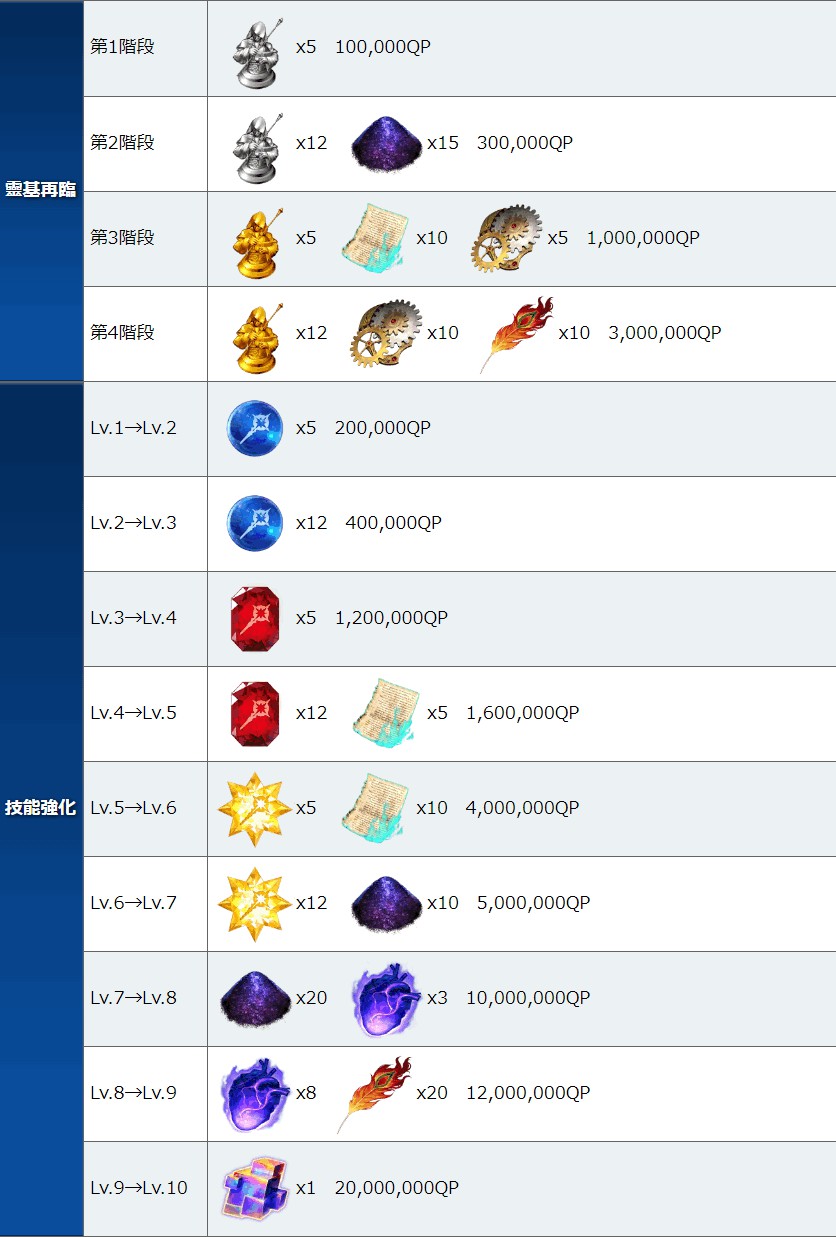 靈基再臨
第1階段 x5 100,000QP
第2階段 x12 x15 300,000QP
第3階段 x5 x10 x5 1,000,000QP
第4階段 x12 x10 x10 3,000,000QP
技能強化
Lv.1→Lv.2 x5 200,000QP
Lv.2→Lv.3 x12 400,000QP
Lv.3→Lv.4 x5 1,200,000QP
Lv.4→Lv.5 x12 x5 1,600,000QP
Lv.5→Lv.6 x5 x10 4,000,000QP
Lv.6→Lv.7 x12 x10 5,000,000QP
Lv.7→Lv.8 x20 x3 10,000,000QP
Lv.8→Lv.9 x8 x20 12,000,000QP
Lv.9→Lv.10 x1 20,000,000QP